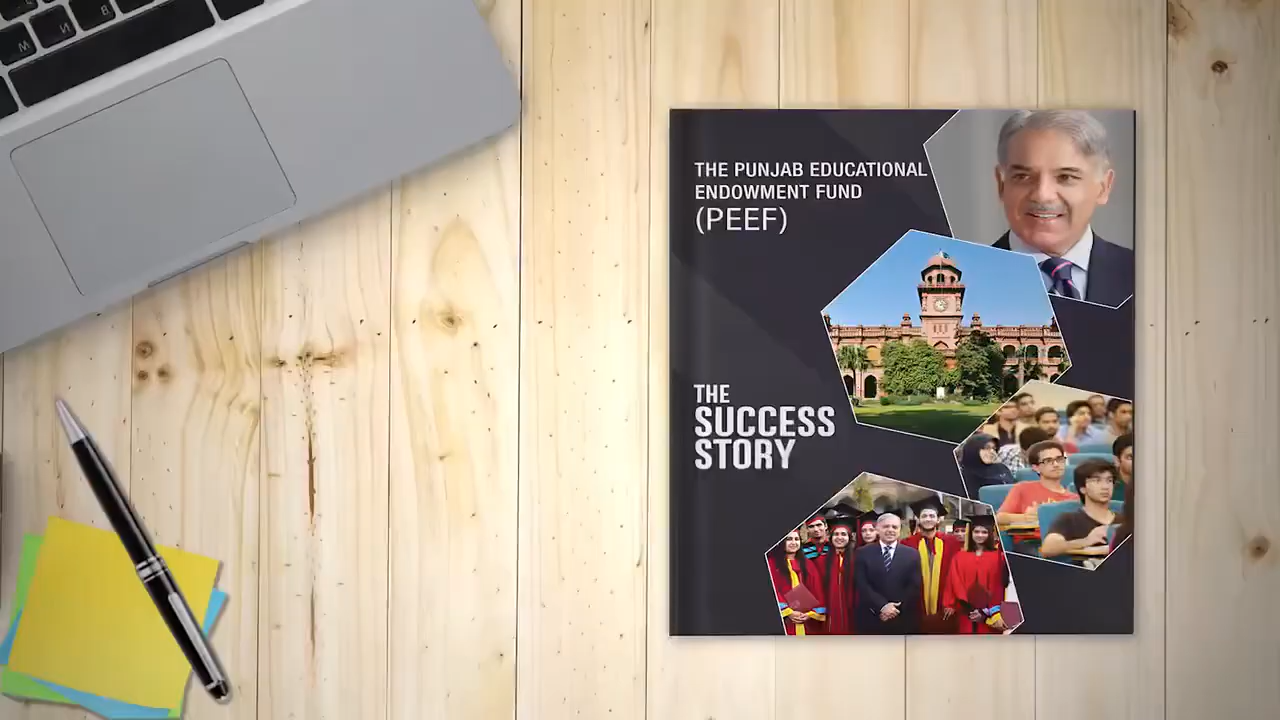 THE PUNJAB EDUCATIONAL
ENDOWMENT FUND
(PEEF)
THE
SUCCESS
STORY